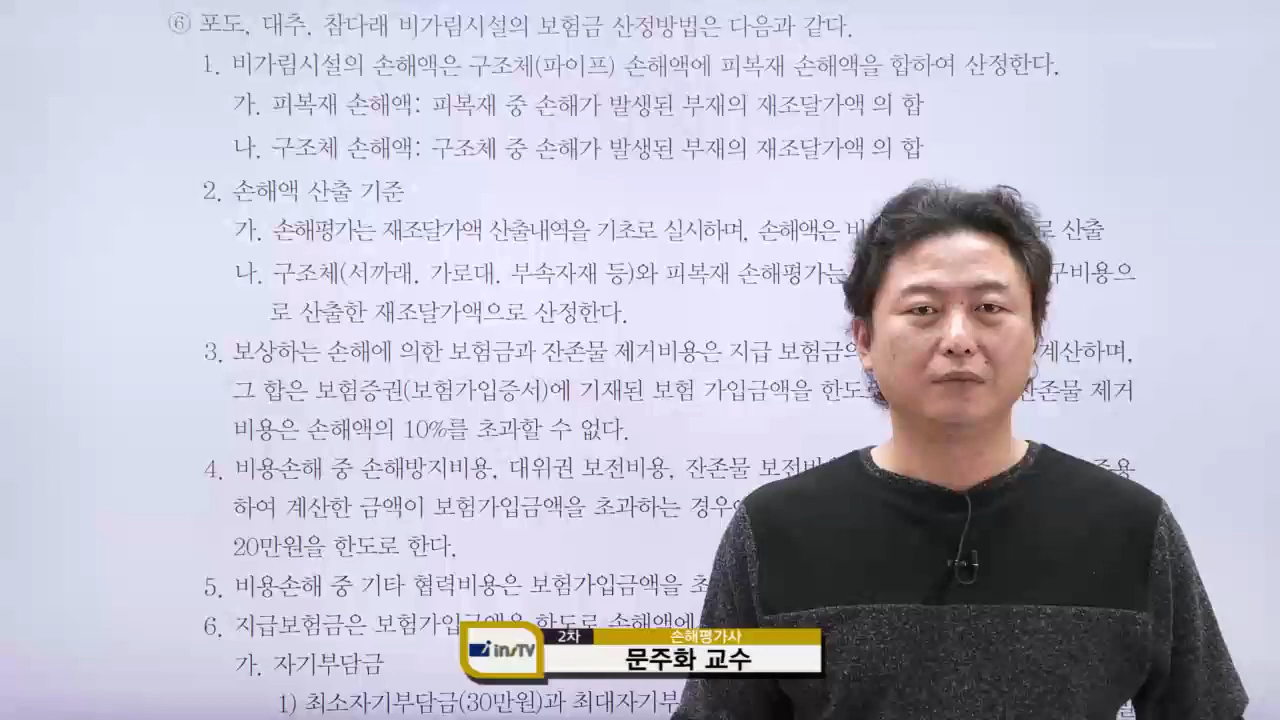 ⑥ 포도, 대추, 참다래 비가림시설의 보험금 산정방법은 다음과 같다.
1. 비가림시설의 손해액은 구조체(파이프) 손해액에 피복재 손해액을 합하여 산정한다.
가. 피복재 손해액: 피복재 중 손해가 발생된 부재의 재조달가액 의 합
나. 구조체 손해액: 구조체 중 손해가 발생된 부재의 재조달가액 의 합
2. 손해액 산출 기준
가. 손해평가는 재조달가액 산출내역을 기초로 실시하며, 손해액은 로 산출
나. 구조체(서까래, 가로대, 부속자재 등)와 피복재 손해평가는 구비용으
로 산출한 재조달가액으로 산정한다.
3. 보상하는 손해에 의한 보험금과 잔존물 제거비용은 지급 보험금의 계산하며,
그 합은 보험증권(보험가입증서)에 기재된 보험 가입금액을 한도 잔존물 제거
비용은 손해액의 10%를 초과할 수 없다.
4. 비용손해 중 손해방지비용, 대위권 보전비용, 잔존물 보전비 준용
하여 계산한 금액이 보험가입금액을 초과하는 경우
20만원을 한도로 한다.
5. 비용손해 중 기타 협력비용은 보험가입금액을 초
6. 지급보험금은 보험가입금액을 한도로 손해액에
가. 자기부담금
1) 최소자기부담금(30만원)과 최대자기부
insTV 2차 손해평가사
문주화 교수